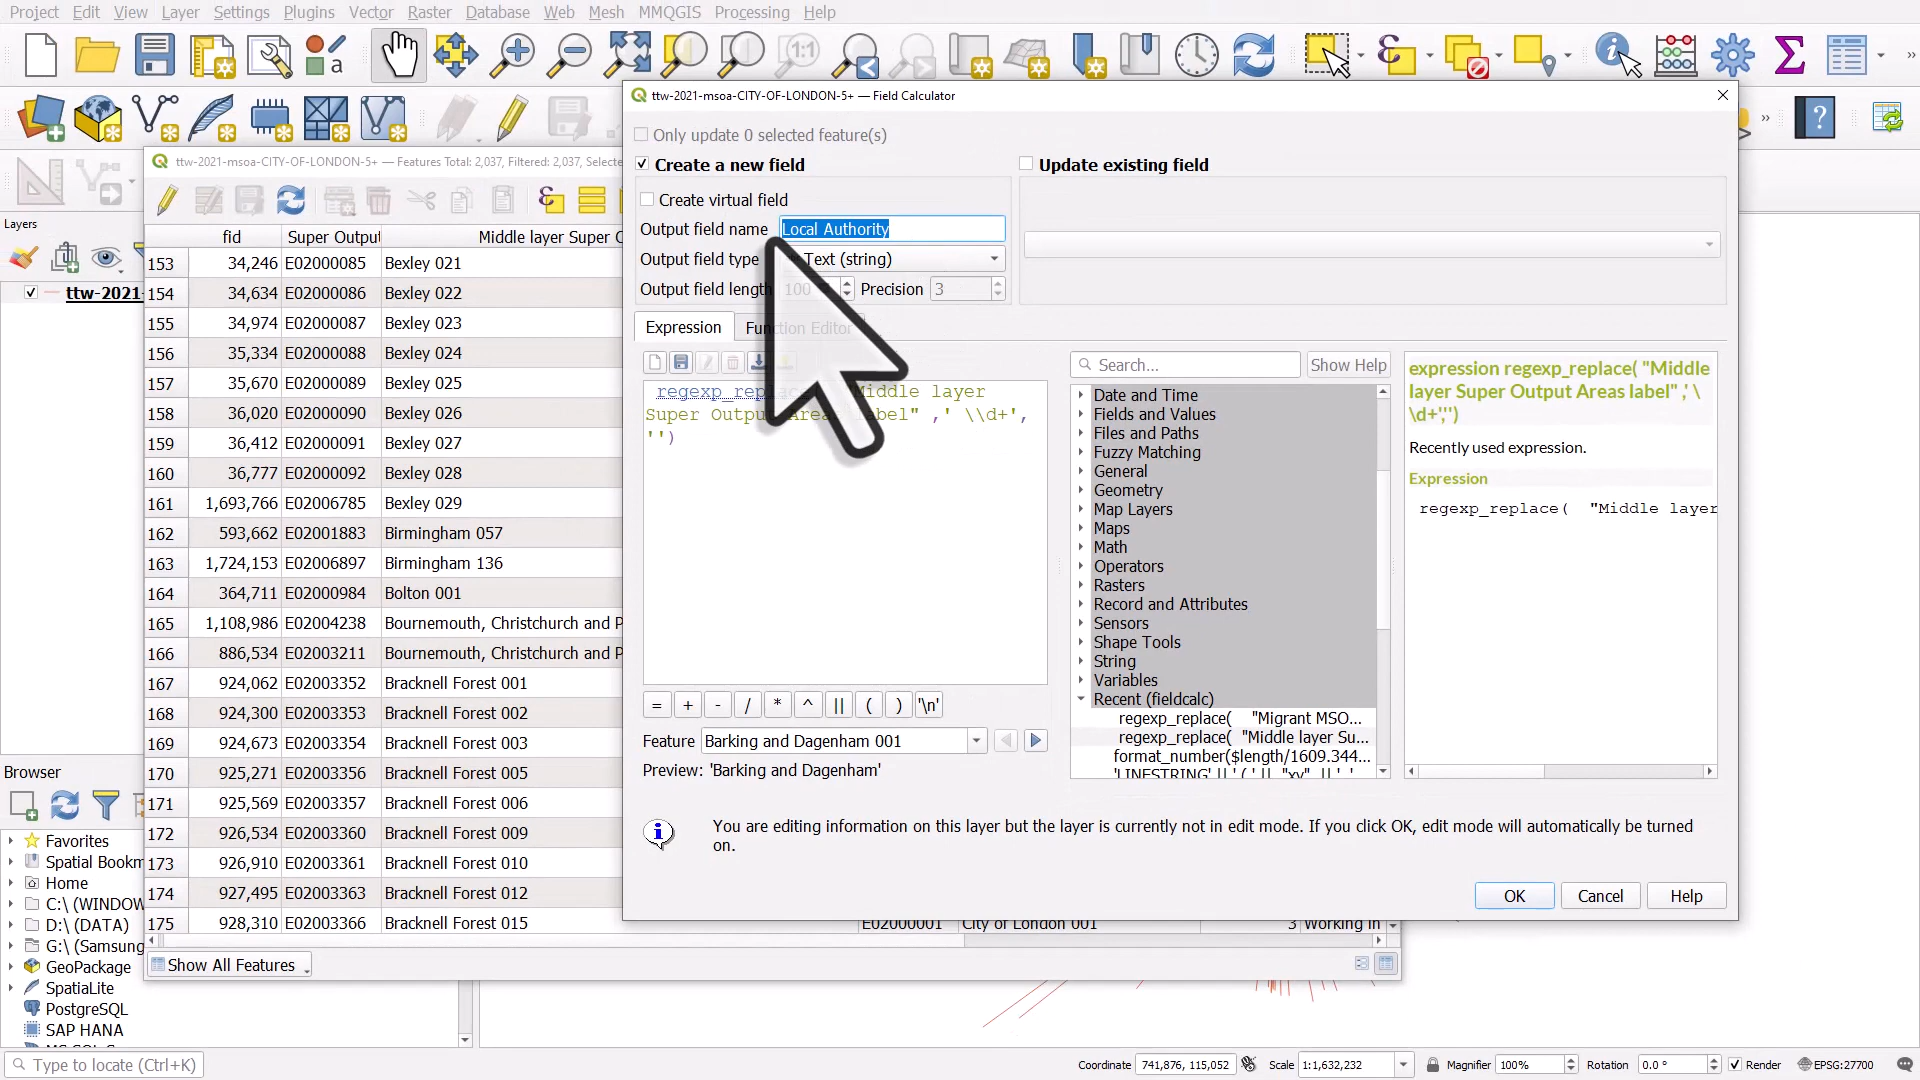 Project Edit View Layer Settings Plugins Vector Raster Database Web Mesh MMQGIS Processing Help
ttw-2021-msoa-CITY-OF-LONDON-5+ — Field Calculator
Only update 0 selected feature(s)
ttw-2021-msoa-CITY-OF-LONDON-5+ — Features Total: 2,037, Filtered: 2,037, Selecte
Create a new field
Update existing field
Create virtual field
Output field name Local Authority
Output field type Text (string)
Output field length 100 Precision 3
Layers
ttw-2021-
fid Super Output Middle layer Super C
153 34,246 E02000085 Bexley 021
154 34,634 E02000086 Bexley 022
155 34,974 E02000087 Bexley 023
156 35,334 E02000088 Bexley 024
157 35,670 E02000089 Bexley 025
158 36,020 E02000090 Bexley 026
159 36,412 E02000091 Bexley 027
160 36,777 E02000092 Bexley 028
161 1,693,766 E02006785 Bexley 029
162 593,662 E02001883 Birmingham 057
163 1,724,153 E02006897 Birmingham 136
164 364,711 E02000984 Bolton 001
165 1,108,986 E02004238 Bournemouth, Christchurch and P
166 886,534 E02003211 Bournemouth, Christchurch and P
167 924,062 E02003352 Bracknell Forest 001
168 924,300 E02003353 Bracknell Forest 002
169 924,673 E02003354 Bracknell Forest 003
170 925,271 E02003356 Bracknell Forest 005
171 925,569 E02003357 Bracknell Forest 006
172 926,534 E02003360 Bracknell Forest 009
173 926,910 E02003361 Bracknell Forest 010
174 927,495 E02003363 Bracknell Forest 012
175 928,310 E02003366 Bracknell Forest 015 E02000001 City of London 001 3 Working in
Show All Features
Expression Function Editor
regexp_repla Middle layer
Super Output Area abel" ,' \\d+',
'')
= + - / * ^ || ( ) '\n'
Feature Barking and Dagenham 001
Preview: 'Barking and Dagenham'
Search... Show Help
Date and Time
Fields and Values
Files and Paths
Fuzzy Matching
General
Geometry
Map Layers
Maps
Math
Operators
Rasters
Record and Attributes
Sensors
Shape Tools
String
Variables
Recent (fieldcalc)
regexp_replace( "Migrant MSO...
regexp_replace( "Middle layer Su...
format_number($length/1609.344...
'LINESTRING' || ' ( ' || "xy" || ' '
expression regexp_replace( "Middle
layer Super Output Areas label" ,' \
\d+','')
Recently used expression.
Expression
regexp_replace( "Middle layer
You are editing information on this layer but the layer is currently not in edit mode. If you click OK, edit mode will automatically be turned
on.
OK Cancel Help
Browser
Favorites
Spatial Bookm
Home
C:\ (WINDOW
D:\ (DATA)
G:\ (Samsung
GeoPackage
SpatiaLite
PostgreSQL
SAP HANA
Type to locate (Ctrl+K)
Coordinate 741,876, 115,052 Scale 1:1,632,232 Magnifier 100% Rotation 0.0 ° Render EPSG:27700